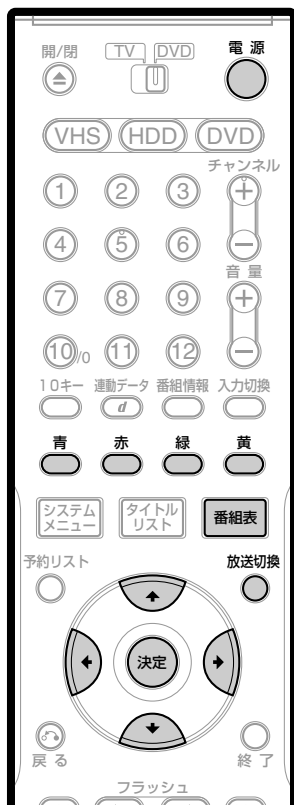 開/閉 TV DVD 電源
VHS HDD DVD
チャンネル
1 2 3 +
4 5 6 −
音量
7 8 9 +
10/0 11 12 −
10キー 連動データ 番組情報 入力切換
d
青 赤 緑 黄
システム
メニュー
タイトル
リスト
番組表
予約リスト 放送切換
決定
戻る 終了
フラッシュ